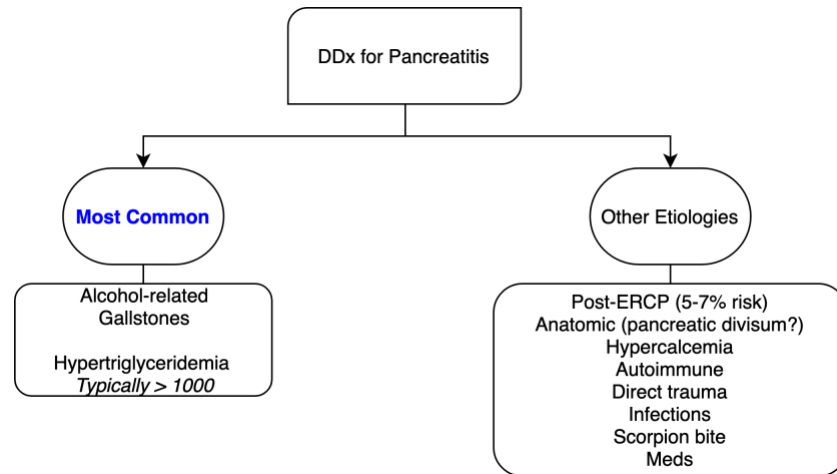 DDx for Pancreatitis
Most Common
Alcohol-related
Gallstones
Hypertriglyceridemia
Typically > 1000
Other Etiologies
Post-ERCP (5-7% risk)
Anatomic (pancreatic divisum?)
Hypercalcemia
Autoimmune
Direct trauma
Infections
Scorpion bite
Meds